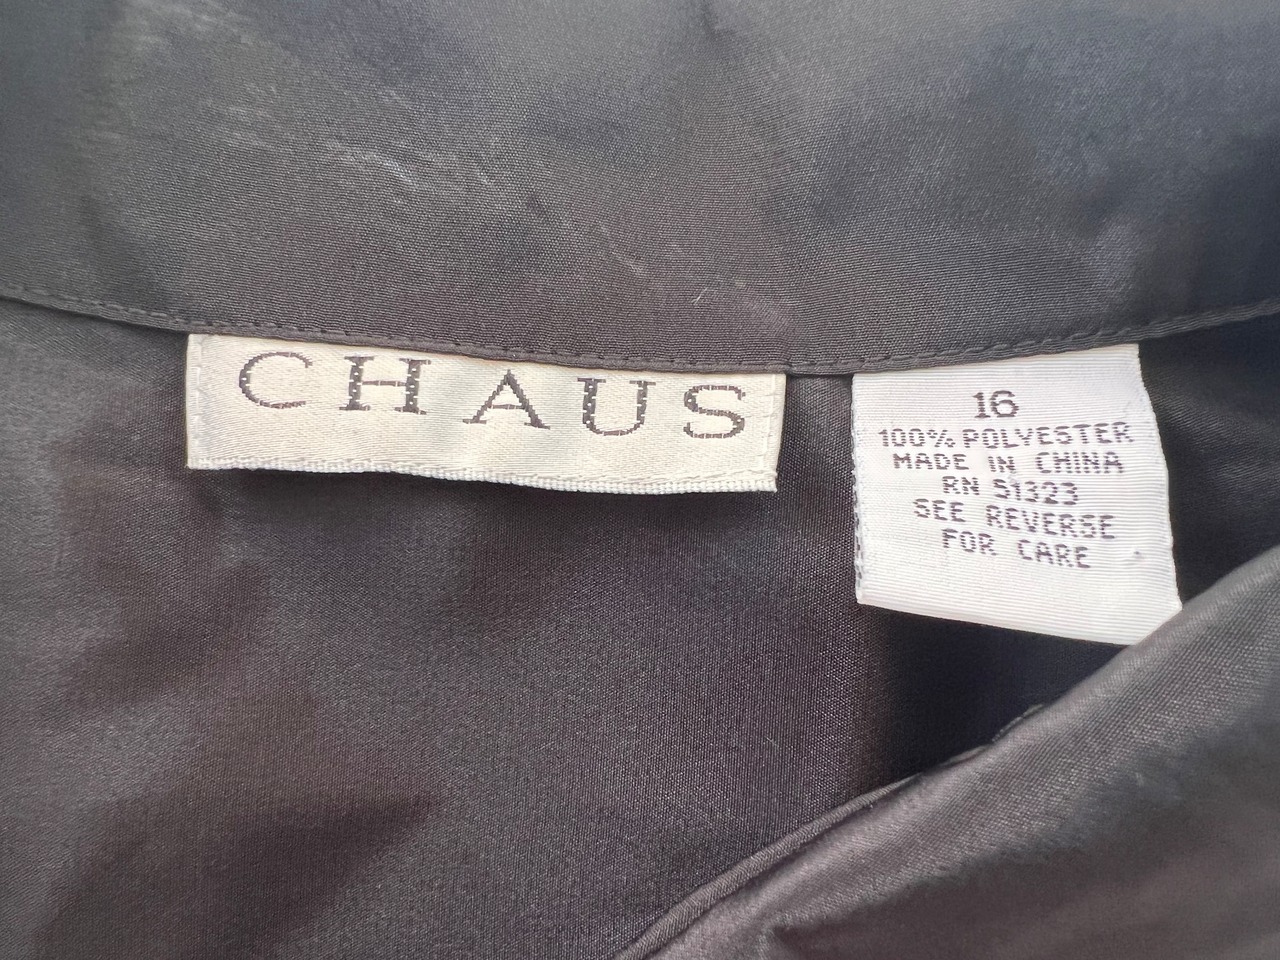 CHAUS
16
100% POLYESTER
MADE IN CHINA
RN 51323
SEE REVERSE
FOR CARE